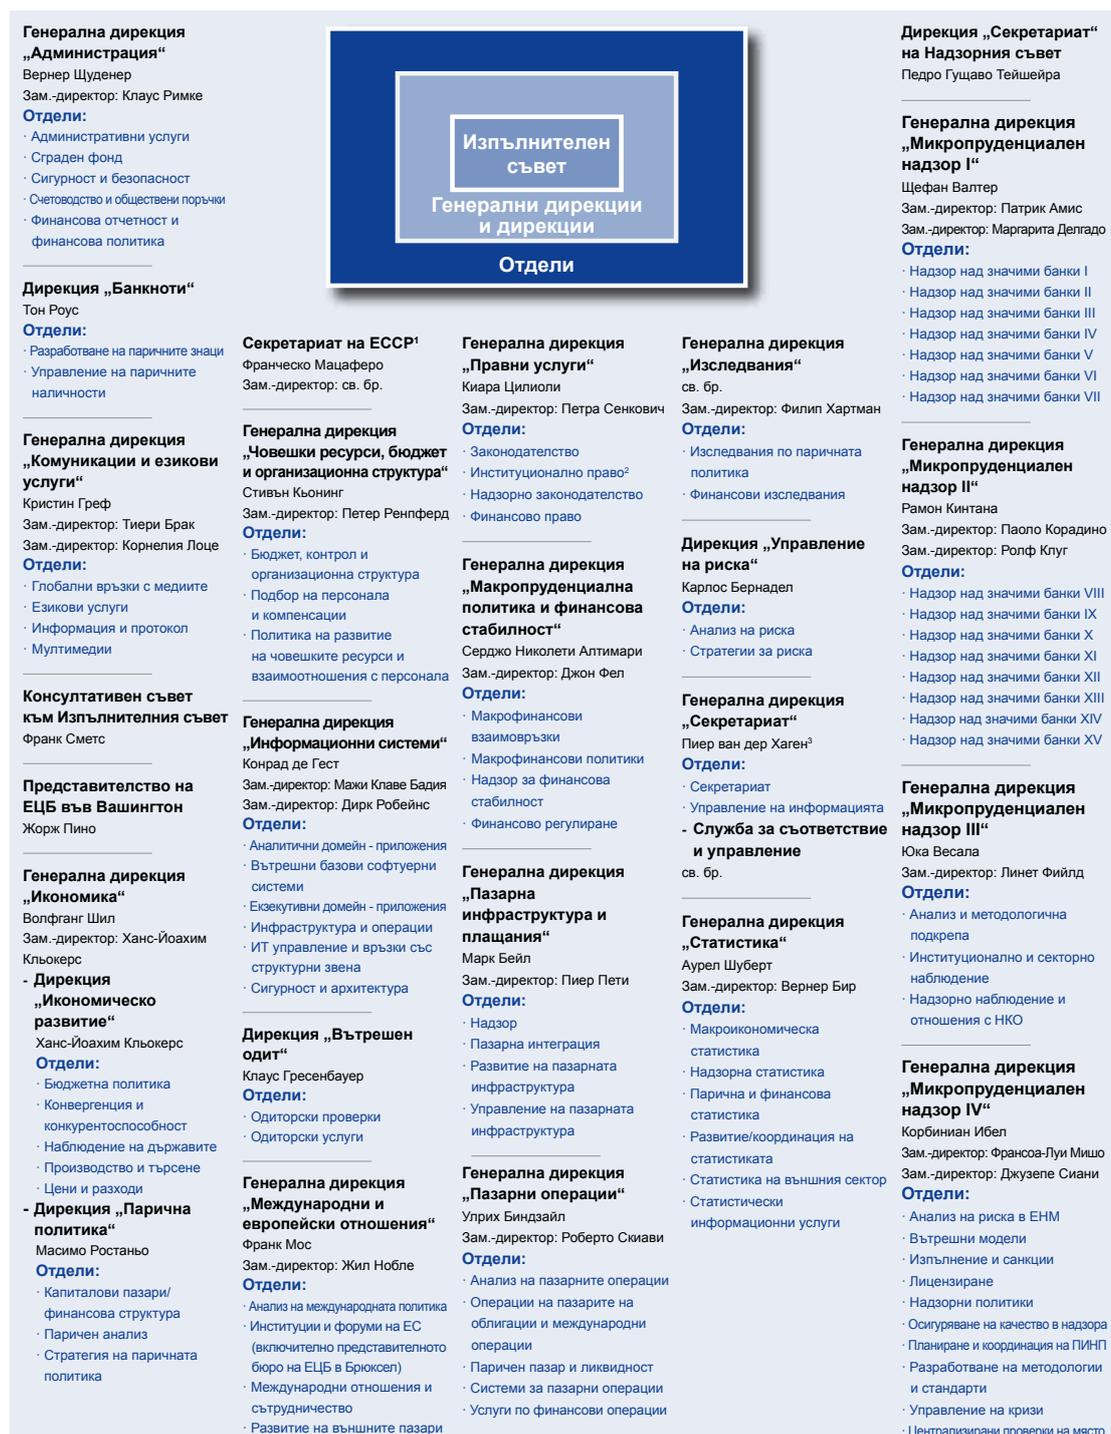 Генерална дирекция
„Администрация“
Вернер Щуденер
Зам.-директор: Клаус Римке
Отдели:
· Административни услуги
· Сграден фонд
· Сигурност и безопасност
· Счетоводство и обществени поръчки
· Финансова отчетност и
финансова политика
Дирекция „Банкноти“
Тон Роус
Отдели:
· Разработване на паричните знаци
· Управление на паричните
наличности
Генерална дирекция
„Комуникации и езикови
услуги“
Кристин Греф
Зам.-директор: Тиери Брак
Зам.-директор: Корнелия Лоце
Отдели:
· Глобални връзки с медиите
· Езикови услуги
· Информация и протокол
· Мултимедии
Консултативен съвет
към Изпълнителния съвет
Франк Сметс
Представителство на
ЕЦБ във Вашингтон
Жорж Пино
Генерална дирекция
„Икономика“
Волфганг Шил
Зам.-директор: Ханс-Йоахим
Кльокерс
- Дирекция
„Икономическо
развитие“
Ханс-Йоахим Кльокерс
Отдели:
· Бюджетна политика
· Конвергенция и
конкурентоспособност
· Наблюдение на държавите
· Производство и търсене
· Цени и разходи
- Дирекция „Парична
политика“
Масимо Ростаньо
Отдели:
· Капиталови пазари/
финансова структура
· Паричен анализ
· Стратегия на паричната
политика
Изпълнителен
съвет
Генерални дирекции
и дирекции
Отдели
Секретариат на ЕССР¹
Франческо Мацаферо
Зам.-директор: св. бр.
Генерална дирекция
„Човешки ресурси, бюджет
и организационна структура“
Стивън Кьонинг
Зам.-директор: Петер Ренпферд
Отдели:
· Бюджет, контрол и
организационна структура
· Подбор на персонала
и компенсации
· Политика на развитие
на човешките ресурси и
взаимоотношения с персонала
Генерална дирекция
„Информационни системи“
Конрад де Гест
Зам.-директор: Мажи Клаве Бадия
Зам.-директор: Дирк Робейнс
Отдели:
· Аналитични домейн - приложения
· Вътрешни базови софтуерни
системи
· Екзекутивни домейн - приложения
· Инфраструктура и операции
· ИТ управление и връзки със
структурни звена
· Сигурност и архитектура
Дирекция „Вътрешен
одит“
Клаус Гресенбауер
Отдели:
· Одиторски проверки
· Одиторски услуги
Генерална дирекция
„Международни и
европейски отношения“
Франк Мос
Зам.-директор: Жил Нобле
Отдели:
· Анализ на международната политика
· Институции и форуми на ЕС
(включително представителното
бюро на ЕЦБ в Брюксел)
· Международни отношения и
сътрудничество
· Развитие на външните пазари
Генерална дирекция
„Правни услуги“
Киара Цилиоли
Зам.-директор: Петра Сенкович
Отдели:
· Законодателство
· Институционално право²
· Надзорно законодателство
· Финансово право
Генерална дирекция
„Макропруденциална
политика и финансова
стабилност“
Серджо Николети Алтимари
Зам.-директор: Джон Фел
Отдели:
· Макрофинансови
взаимовръзки
· Макрофинансови политики
· Надзор за финансова
стабилност
· Финансово регулиране
Генерална дирекция
„Пазарна
инфраструктура и
плащания“
Марк Бейл
Зам.-директор: Пиер Пети
Отдели:
· Надзор
· Пазарна интеграция
· Развитие на пазарната
инфраструктура
· Управление на пазарната
инфраструктура
Генерална дирекция
„Пазарни операции“
Улрих Биндзайл
Зам.-директор: Роберто Скиави
Отдели:
· Анализ на пазарните операции
· Операции на пазарите на
облигации и международни
операции
· Паричен пазар и ликвидност
· Системи за пазарни операции
· Услуги по финансови операции
Генерална дирекция
„Изследвания“
св. бр.
Зам.-директор: Филип Хартман
Отдели:
· Изследвания по паричната
политика
· Финансови изследвания
Дирекция „Управление
на риска“
Карлос Бернадел
Отдели:
· Анализ на риска
· Стратегии за риска
Генерална дирекция
„Секретариат“
Пиер ван дер Хаген³
Отдели:
· Секретариат
· Управление на информацията
- Служба за съответствие
и управление
св. бр.
Генерална дирекция
„Статистика“
Аурел Шуберт
Зам.-директор: Вернер Бир
Отдели:
· Макроикономическа
статистика
· Надзорна статистика
· Парична и финансова
статистика
· Развитие/координация на
статистиката
· Статистика на външния сектор
· Статистически
информационни услуги
Дирекция „Секретариат“
на Надзорния съвет
Педро Гущаво Тейшейра
Генерална дирекция
„Микропруденциален
надзор I“
Щефан Валтер
Зам.-директор: Патрик Амис
Зам.-директор: Маргарита Делгадо
Отдели:
· Надзор над значими банки I
· Надзор над значими банки II
· Надзор над значими банки III
· Надзор над значими банки IV
· Надзор над значими банки V
· Надзор над значими банки VI
· Надзор над значими банки VII
Генерална дирекция
„Микропруденциален
надзор II“
Рамон Кинтана
Зам.-директор: Паоло Корадино
Зам.-директор: Ролф Клуг
Отдели:
· Надзор над значими банки VIII
· Надзор над значими банки IX
· Надзор над значими банки X
· Надзор над значими банки XI
· Надзор над значими банки XII
· Надзор над значими банки XIII
· Надзор над значими банки XIV
· Надзор над значими банки XV
Генерална дирекция
„Микропруденциален
надзор III“
Юка Весала
Зам.-директор: Линет Фийлд
Отдели:
· Анализ и методологична
подкрепа
· Институционално и секторно
наблюдение
· Надзорно наблюдение и
отношения с НКО
Генерална дирекция
„Микропруденциален
надзор IV“
Корбиниан Ибел
Зам.-директор: Франсоа-Луи Мишо
Зам.-директор: Джузепе Сиани
Отдели:
· Анализ на риска в ЕНМ
· Вътрешни модели
· Изпълнение и санкции
· Лицензиране
· Надзорни политики
· Осигуряване на качество в надзора
· Планиране и координация на ПИНП
· Разработване на методологии
и стандарти
· Управление на кризи
· Централизирани проверки на място